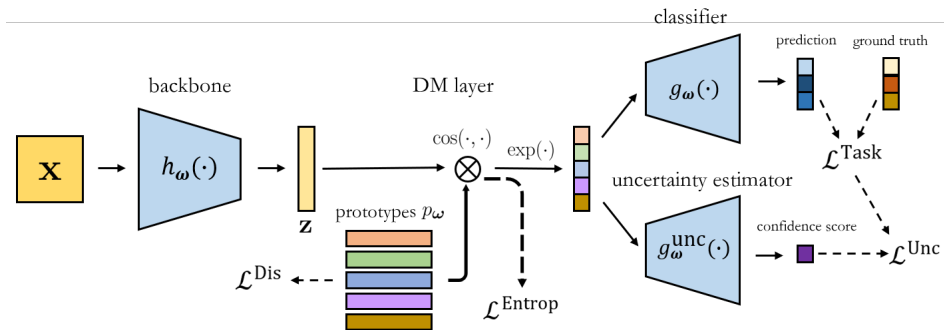 classifier
prediction
ground truth
backbone
DM layer
g_ω(·)
cos(·,·)
exp(·)
x
h_ω(·)
ℒ^Task
uncertainty estimator
z
prototypes p_ω
confidence score
g_ω^unc(·)
ℒ^Unc
ℒ^Dis
ℒ^Entrop